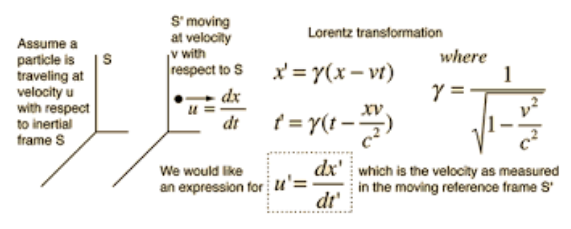 Assume a
particle is
traveling at
velocity u
with respect
to inertial
frame S
S
S' moving
at velocity
v with
respect to S
u = dx/dt
Lorentz transformation
x' = γ(x − vt)
t' = γ(t − xv/c²)
where
γ = 1/√(1 − v²/c²)
We would like
an expression for
u' = dx'/dt'
which is the velocity as measured
in the moving reference frame S'